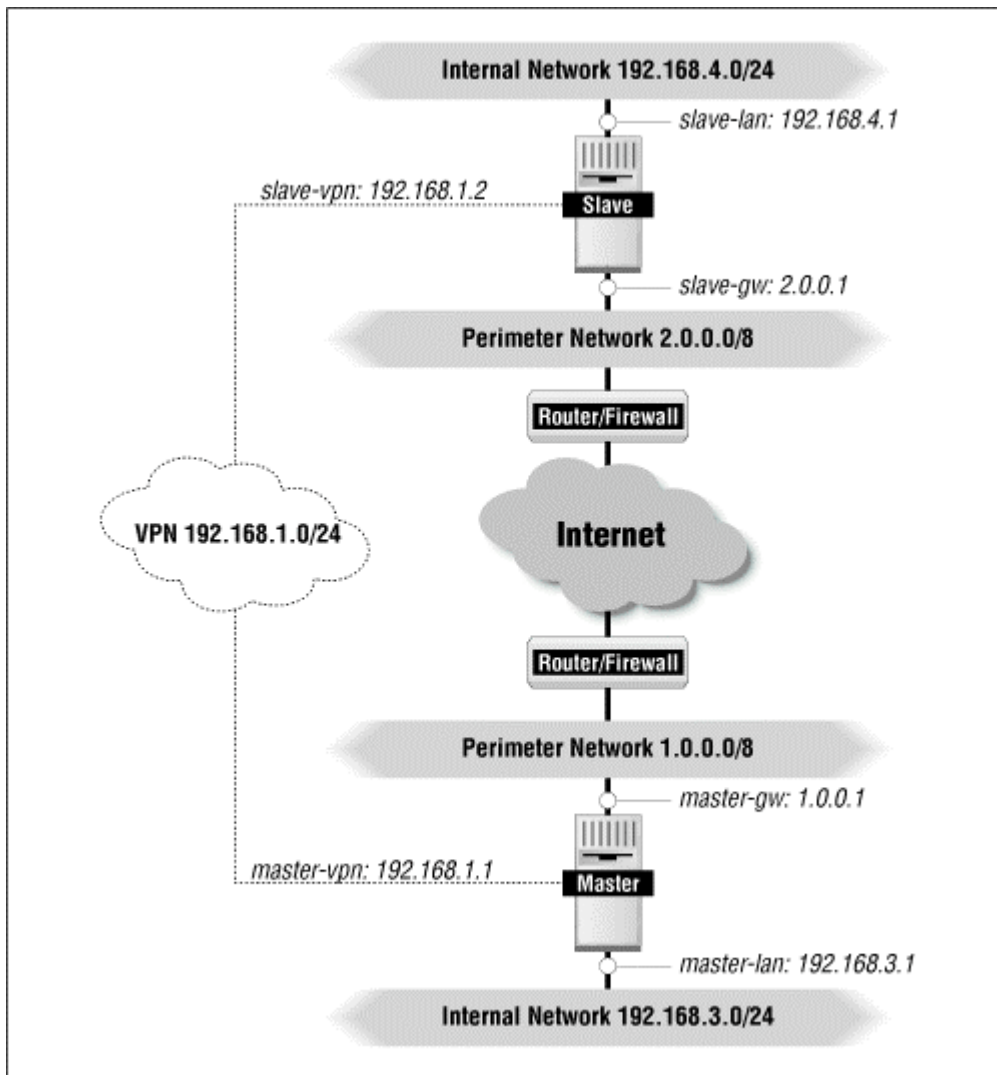 Internal Network 192.168.4.0/24
slave-lan: 192.168.4.1
slave-vpn: 192.168.1.2
Slave
slave-gw: 2.0.0.1
Perimeter Network 2.0.0.0/8
Router/Firewall
VPN 192.168.1.0/24
Internet
Router/Firewall
Perimeter Network 1.0.0.0/8
master-gw: 1.0.0.1
master-vpn: 192.168.1.1
Master
master-lan: 192.168.3.1
Internal Network 192.168.3.0/24